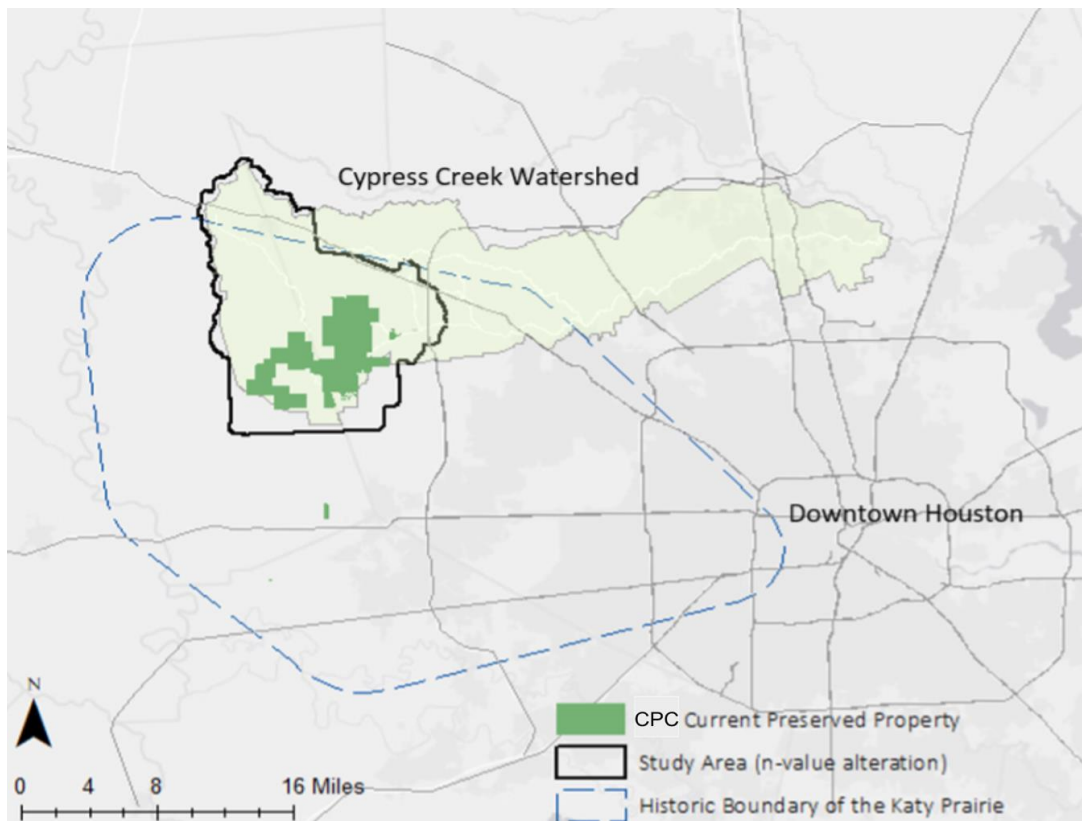 Cypress Creek Watershed
Downtown Houston
N
0 4 8 16 Miles
CPC Current Preserved Property
Study Area (n-value alteration)
Historic Boundary of the Katy Prairie